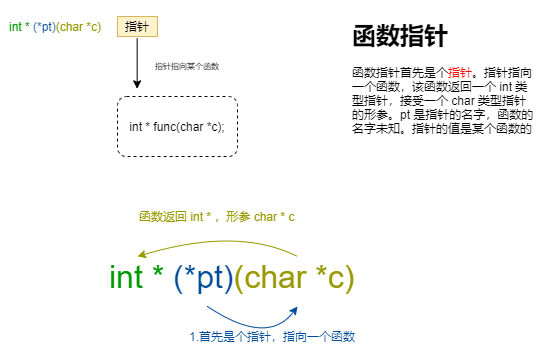 int * (*pt)(char *c)
指针
指针指向某个函数
int * func(char *c);
函数指针
函数指针首先是个指针。指针指向
一个函数，该函数返回一个 int 类
型指针，接受一个 char 类型指针
的形参。pt 是指针的名字，函数的
名字未知。指针的值是某个函数的
函数返回 int * ，形参 char * c
int * (*pt)(char *c)
1.首先是个指针，指向一个函数